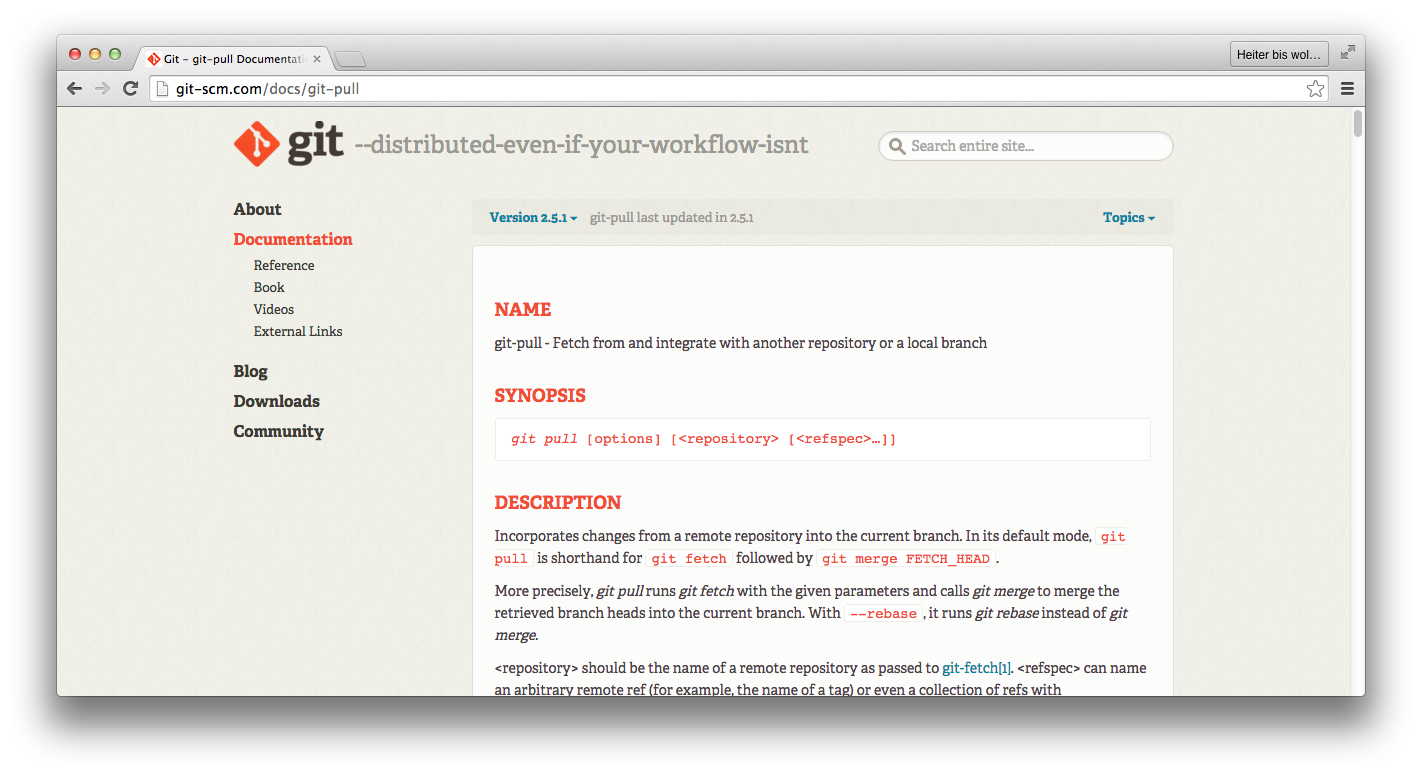 Git - git-pull Documentati
Heiter bis wol...
git-scm.com/docs/git-pull
git --distributed-even-if-your-workflow-isnt
Search entire site...
About
Documentation
Reference
Book
Videos
External Links
Blog
Downloads
Community
Version 2.5.1 git-pull last updated in 2.5.1
Topics
NAME
git-pull - Fetch from and integrate with another repository or a local branch
SYNOPSIS
git pull [options] [<repository> [<refspec>…]]
DESCRIPTION
Incorporates changes from a remote repository into the current branch. In its default mode, git
pull is shorthand for git fetch followed by git merge FETCH_HEAD.
More precisely, git pull runs git fetch with the given parameters and calls git merge to merge the
retrieved branch heads into the current branch. With --rebase, it runs git rebase instead of git
merge.
<repository> should be the name of a remote repository as passed to git-fetch[1]. <refspec> can name
an arbitrary remote ref (for example, the name of a tag) or even a collection of refs with